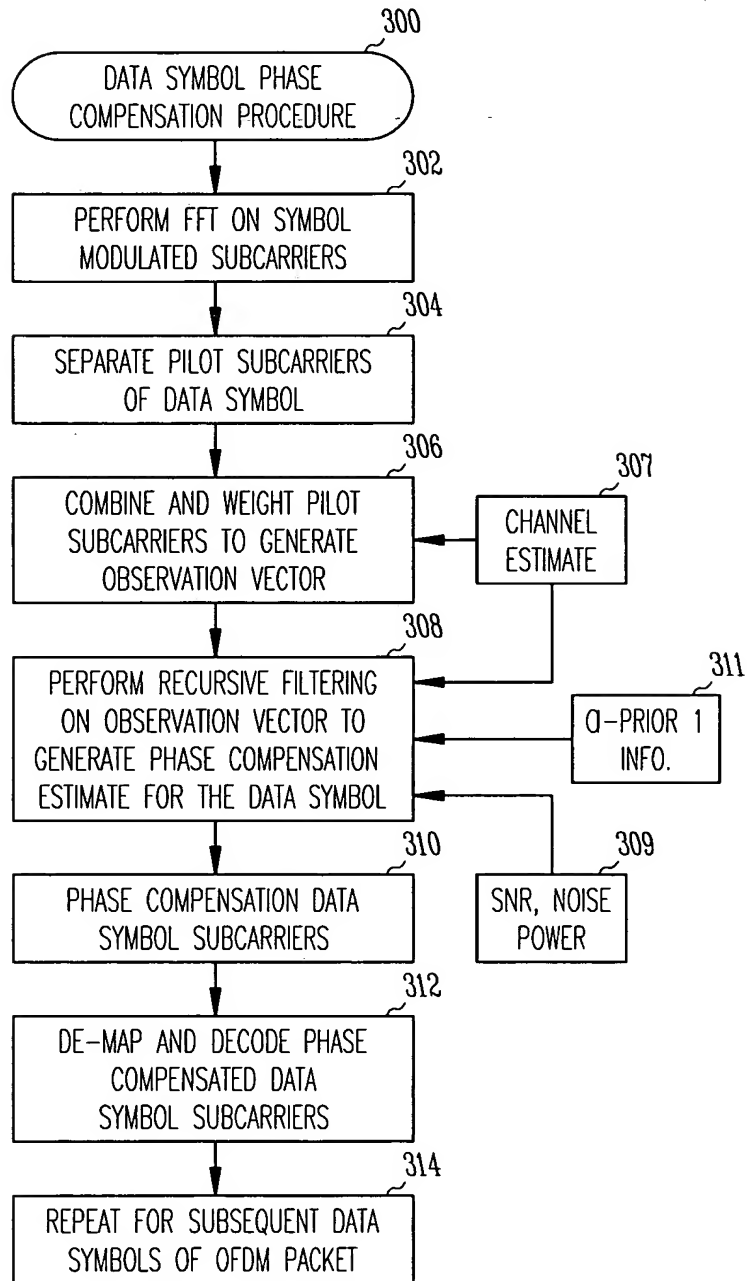 300
DATA SYMBOL PHASE
COMPENSATION PROCEDURE
302
PERFORM FFT ON SYMBOL
MODULATED SUBCARRIERS
304
SEPARATE PILOT SUBCARRIERS
OF DATA SYMBOL
306
COMBINE AND WEIGHT PILOT
SUBCARRIERS TO GENERATE
OBSERVATION VECTOR
307
CHANNEL
ESTIMATE
308
PERFORM RECURSIVE FILTERING
ON OBSERVATION VECTOR TO
GENERATE PHASE COMPENSATION
ESTIMATE FOR THE DATA SYMBOL
311
a-PRIOR 1
INFO.
309
SNR, NOISE
POWER
310
PHASE COMPENSATION DATA
SYMBOL SUBCARRIERS
312
DE-MAP AND DECODE PHASE
COMPENSATED DATA
SYMBOL SUBCARRIERS
314
REPEAT FOR SUBSEQUENT DATA
SYMBOLS OF OFDM PACKET